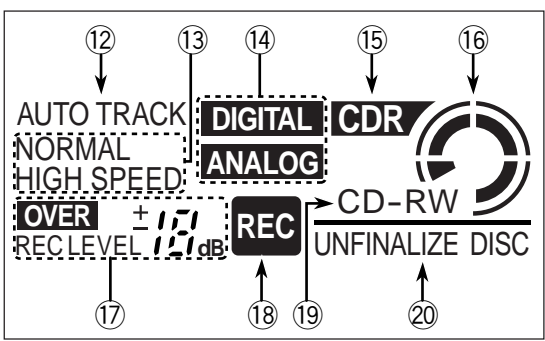 ⑫ ⑬ ⑭ ⑮ ⑯
AUTO TRACK DIGITAL CDR
NORMAL
HIGH SPEED ANALOG
CD-RW
OVER ±18 dB REC
REC LEVEL UNFINALIZE DISC
⑰ ⑱ ⑲ ⑳